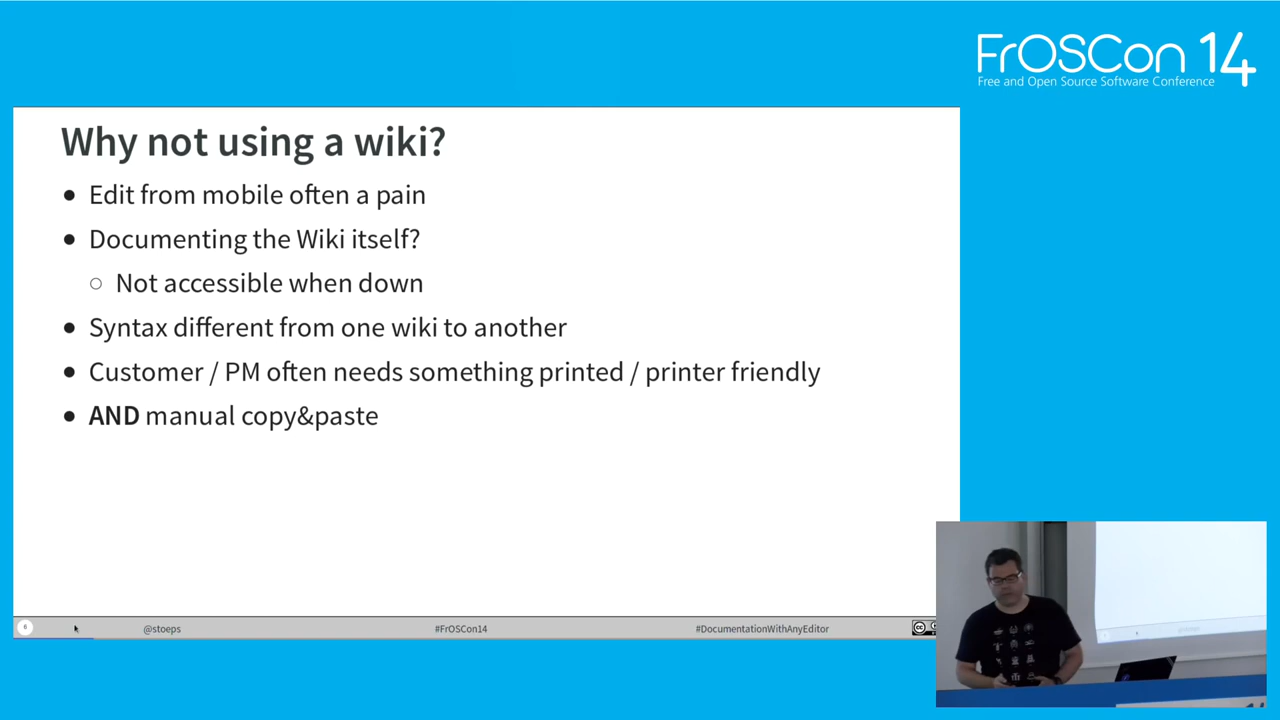 FrOSCon 14
Free and Open Source Software Conference
Why not using a wiki?
• Edit from mobile often a pain
• Documenting the Wiki itself?
○ Not accessible when down
• Syntax different from one wiki to another
• Customer / PM often needs something printed / printer friendly
• AND manual copy&paste
6 @stoeps #FrOSCon14 #DocumentationWithAnyEditor cc